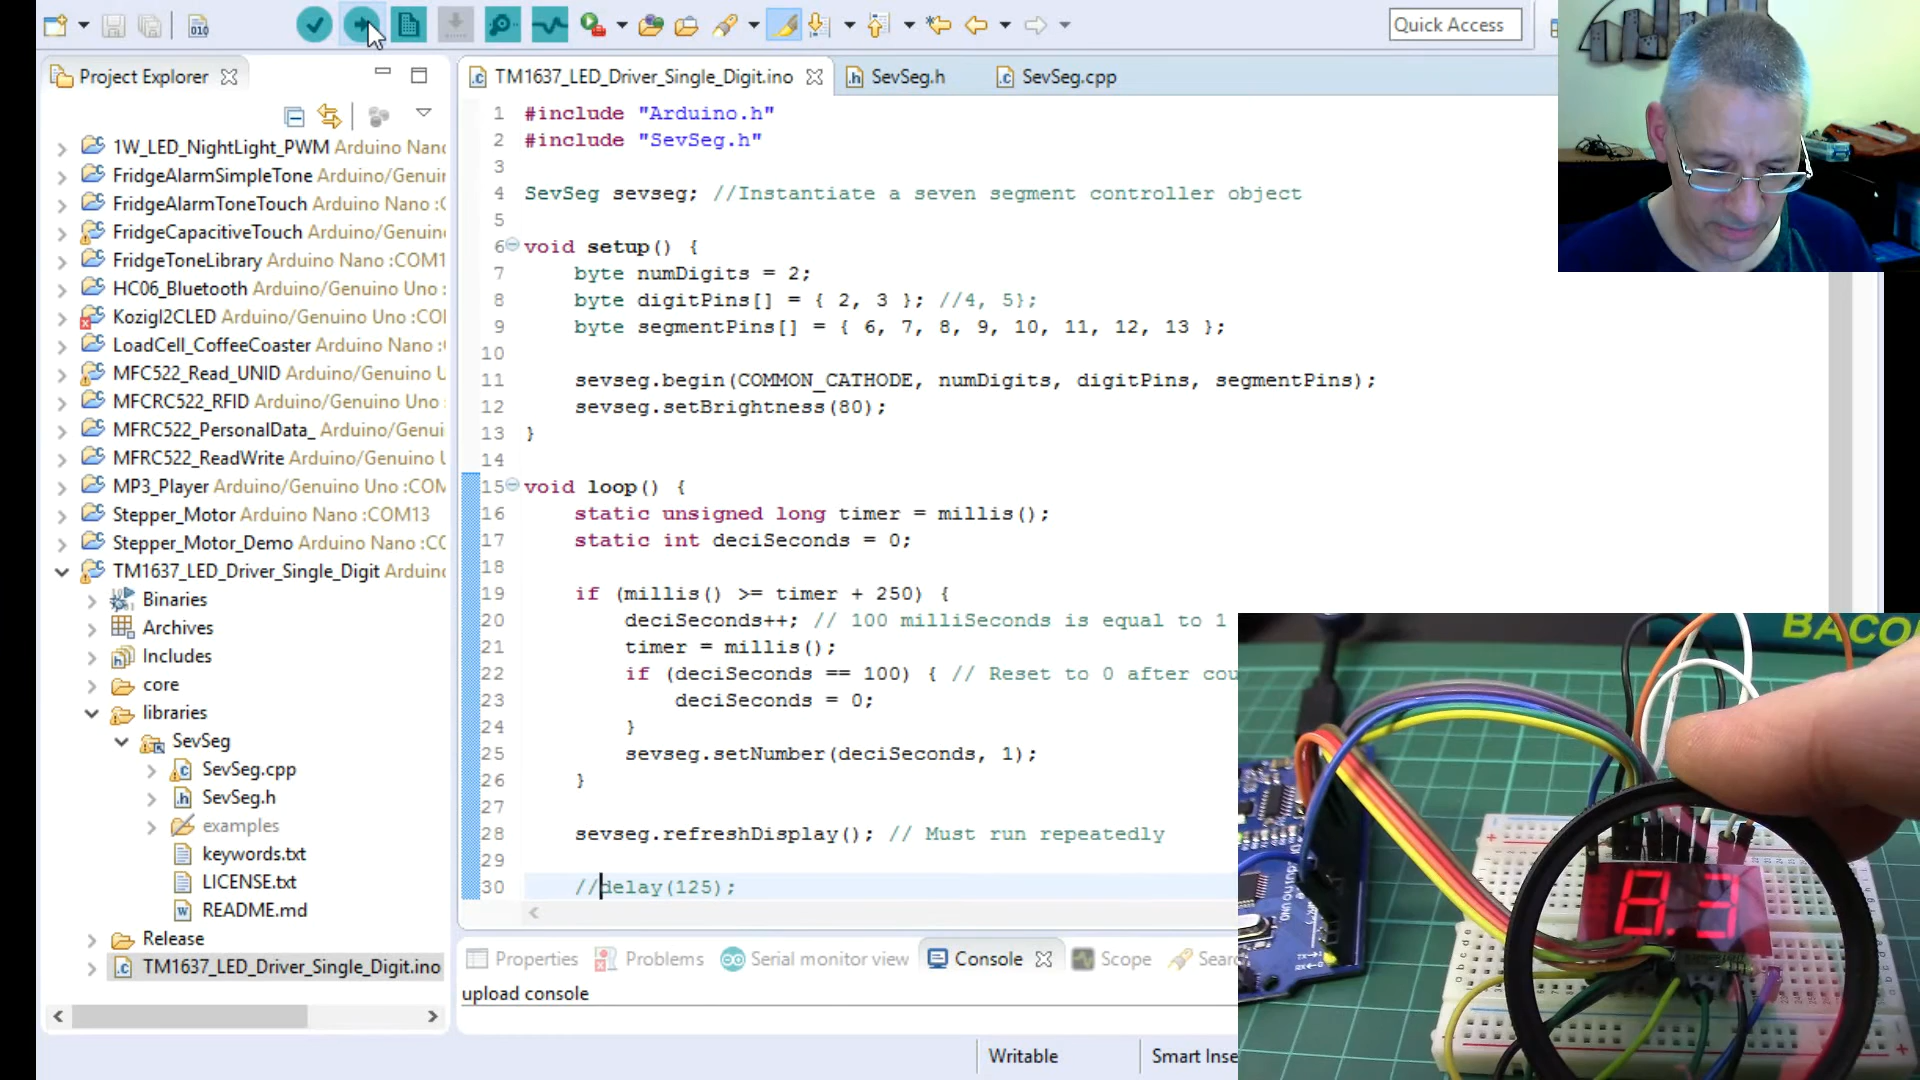 Quick Access
Project Explorer
TM1637_LED_Driver_Single_Digit.ino
SevSeg.h
SevSeg.cpp
1W_LED_NightLight_PWM Arduino Nano
FridgeAlarmSimpleTone Arduino/Genuin
FridgeAlarmToneTouch Arduino Nano :C
FridgeCapacitiveTouch Arduino/Genuin
FridgeToneLibrary Arduino Nano :COM1
HC06_Bluetooth Arduino/Genuino Uno :
KozigI2CLED Arduino/Genuino Uno :CO
LoadCell_CoffeeCoaster Arduino Nano :
MFC522_Read_UNID Arduino/Genuino U
MFCRC522_RFID Arduino/Genuino Uno :
MFRC522_PersonalData_ Arduino/Genui
MFRC522_ReadWrite Arduino/Genuino U
MP3_Player Arduino/Genuino Uno :COM
Stepper_Motor Arduino Nano :COM13
Stepper_Motor_Demo Arduino Nano :CO
TM1637_LED_Driver_Single_Digit Arduino
Binaries
Archives
Includes
core
libraries
SevSeg
SevSeg.cpp
SevSeg.h
examples
keywords.txt
LICENSE.txt
README.md
Release
TM1637_LED_Driver_Single_Digit.ino
1 #include "Arduino.h"
2 #include "SevSeg.h"
3
4 SevSeg sevseg; //Instantiate a seven segment controller object
5
6 void setup() {
7 byte numDigits = 2;
8 byte digitPins[] = { 2, 3 }; //4, 5};
9 byte segmentPins[] = { 6, 7, 8, 9, 10, 11, 12, 13 };
10
11 sevseg.begin(COMMON_CATHODE, numDigits, digitPins, segmentPins);
12 sevseg.setBrightness(80);
13 }
14
15 void loop() {
16 static unsigned long timer = millis();
17 static int deciSeconds = 0;
18
19 if (millis() >= timer + 250) {
20 deciSeconds++; // 100 milliSeconds is equal to 1
21 timer = millis();
22 if (deciSeconds == 100) { // Reset to 0 after cou
23 deciSeconds = 0;
24 }
25 sevseg.setNumber(deciSeconds, 1);
26 }
27
28 sevseg.refreshDisplay(); // Must run repeatedly
29
30 //delay(125);
Properties
Problems
Serial monitor view
Console
Scope
Searc
upload console
Writable
Smart Inse
BACO
8.3